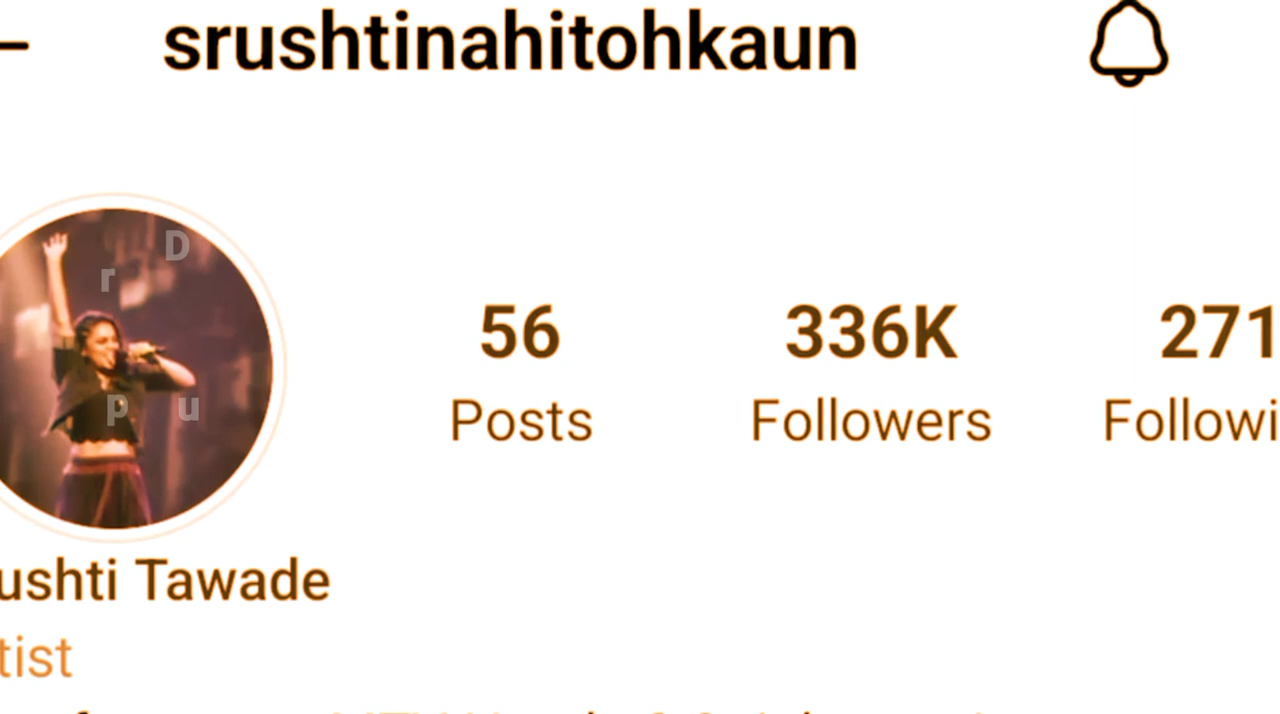 srushtinahitohkaun
56 336K 271
Posts Followers Followi
ushti Tawade
tist
D
r
p u